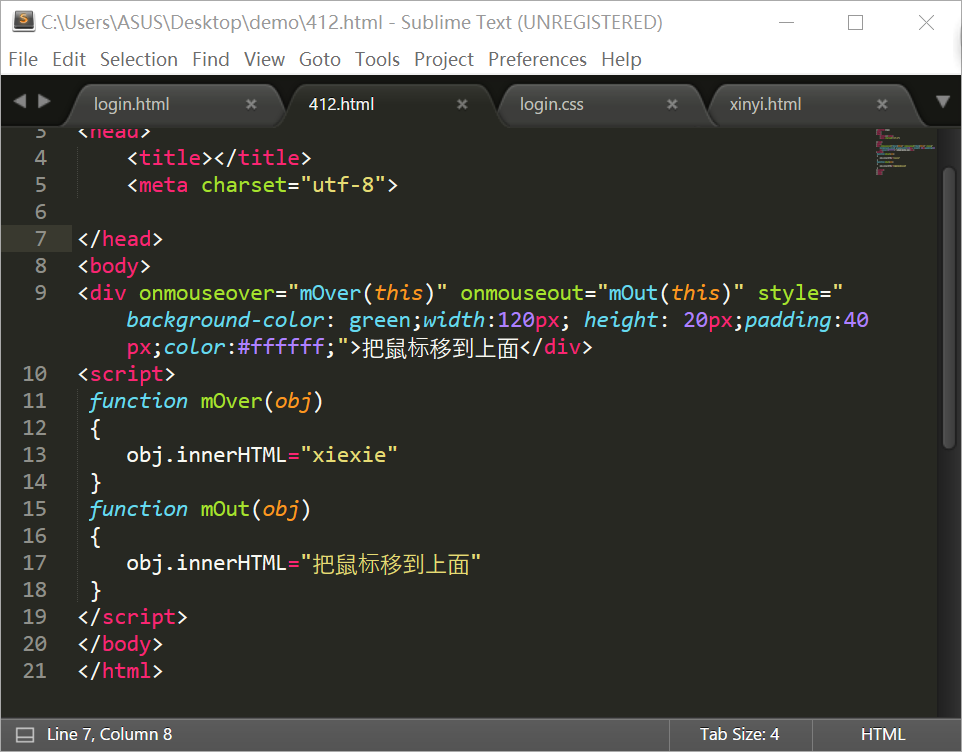 C:\Users\ASUS\Desktop\demo\412.html - Sublime Text (UNREGISTERED)
File Edit Selection Find View Goto Tools Project Preferences Help
login.html 412.html login.css xinyi.html
3 <head>
4 <title></title>
5 <meta charset="utf-8">
6
7 </head>
8 <body>
9 <div onmouseover="mOver(this)" onmouseout="mOut(this)" style="
background-color: green;width:120px; height: 20px;padding:40
px;color:#ffffff;">把鼠标移到上面</div>
10 <script>
11 function mOver(obj)
12 {
13 obj.innerHTML="xiexie"
14 }
15 function mOut(obj)
16 {
17 obj.innerHTML="把鼠标移到上面"
18 }
19 </script>
20 </body>
21 </html>
Line 7, Column 8 Tab Size: 4 HTML